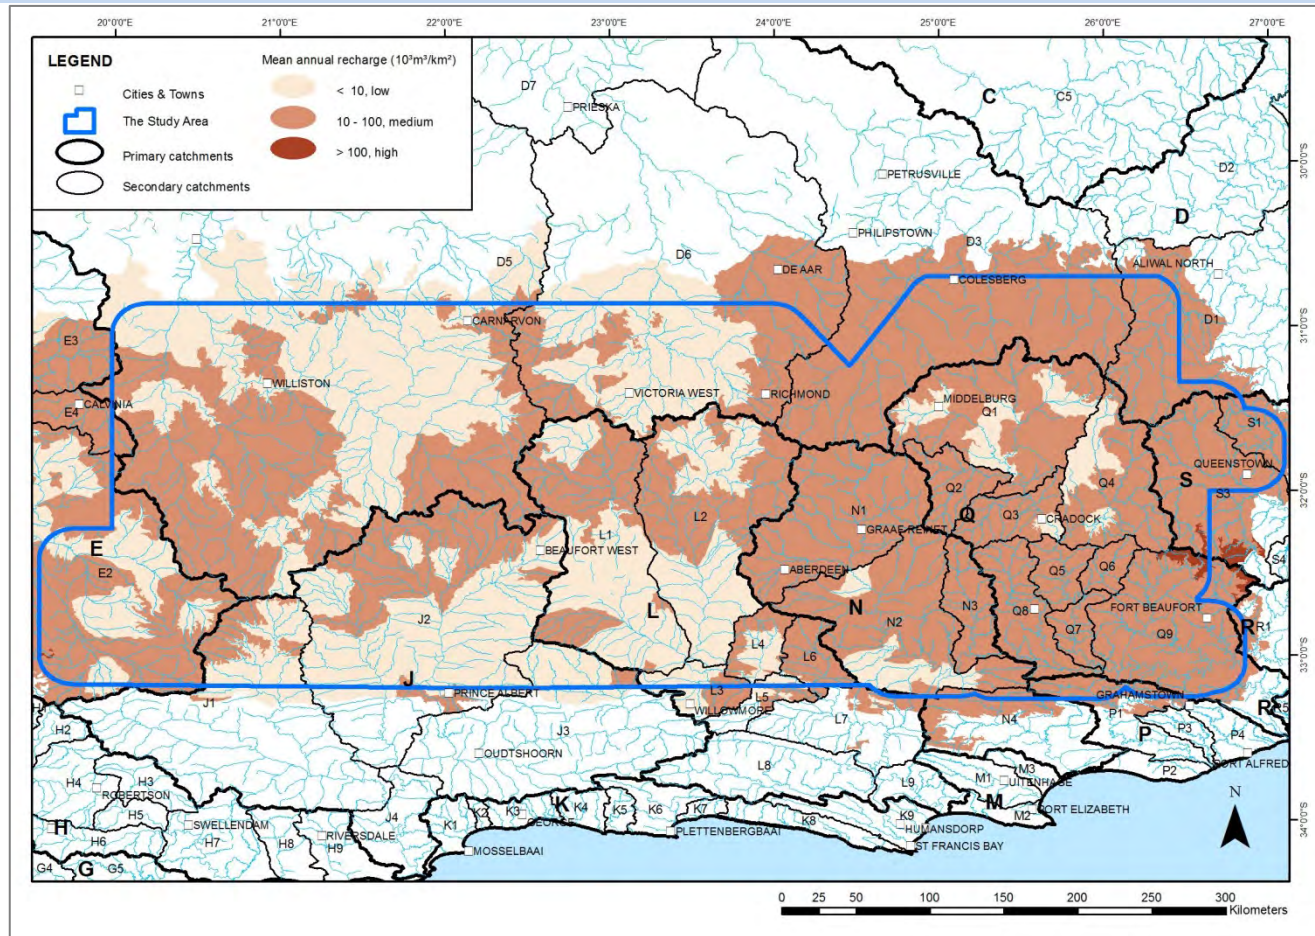 20°0'0"E 21°0'0"E 22°0'0"E 23°0'0"E 24°0'0"E 25°0'0"E 26°0'0"E 27°0'0"E
LEGEND
Cities & Towns
The Study Area
Primary catchments
Secondary catchments
Mean annual recharge (10³m³/km²)
< 10, low
10 - 100, medium
> 100, high
D7
PRIESKA
C
C5
D2
30°0'0"S
PETRUSVILLE
D
PHILIPSTOWN
D3
D5
D6
DE AAR
COLESBERG
ALIWAL NORTH
D1
31°0'0"S
CARNARVON
E3
WILLISTON
VICTORIA WEST
RICHMOND
MIDDELBURG
Q1
CALVINIA
E4
S1
QUEENSTOWN
S
S3
32°0'0"S
Q2
Q
Q3
Q4
CRADOCK
L2
N1
GRAAF REINET
L1
BEAUFORT WEST
E
E2
ABERDEEN
S4
Q5
Q6
N
N3
Q8
FORT BEAUFORT
Q7
Q9
R
R1
J2
L
N2
L4
L6
33°0'0"S
J
PRINCE ALBERT
J1
L3
L5
WILLOWMORE
GRAHAMSTOWN
L7
N4
P1
P
P3
P4
R
H2
J3
OUDTSHOORN
L8
L9
M1
M3
UITENHAGE
P2
PORT ALFRED
H4
H3
ROBERTSON
H5
K
M
PORT ELIZABETH
M2
N
H
SWELLENDAM
RIVERSDALE
J4
K1
K2
K3
GEORGE
K4
K5
K6
K7
K8
K9
HUMANSDORP
34°0'0"S
H6
H7
H8
H9
MOSSELBAAI
PLETTENBERGBAAI
ST FRANCIS BAY
G4
G
G5
0 25 50 100 150 200 250 300
Kilometers